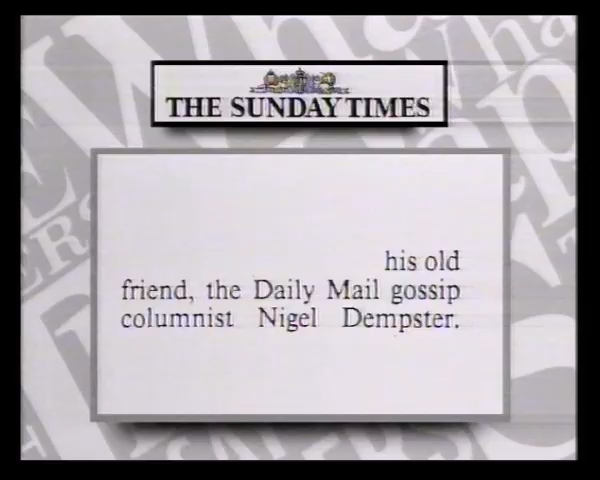 THE SUNDAY TIMES
his old
friend, the Daily Mail gossip
columnist Nigel Dempster.